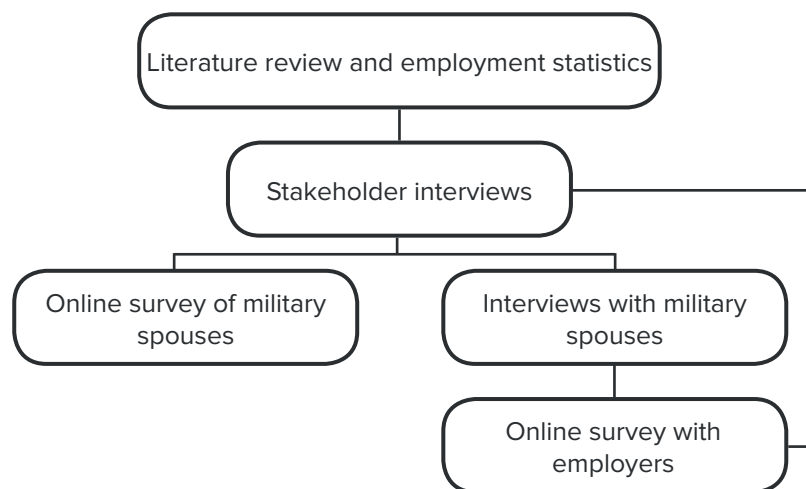 Literature review and employment statistics
Stakeholder interviews
Online survey of military
spouses
Interviews with military
spouses
Online survey with
employers